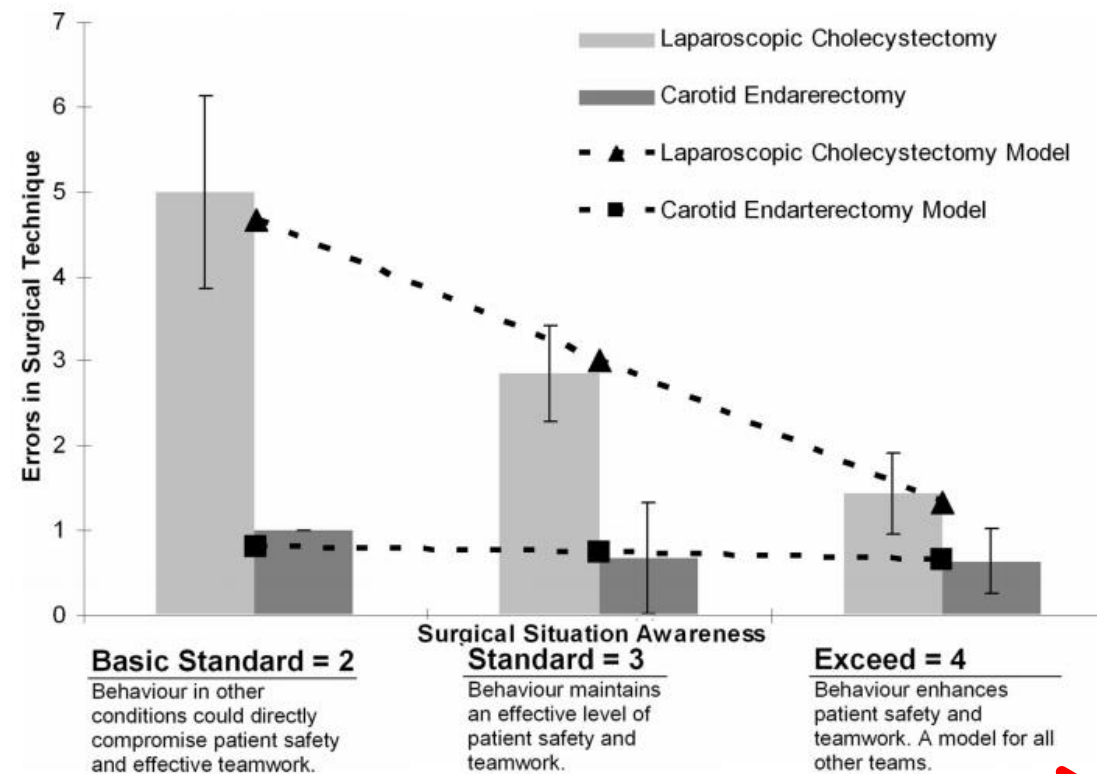 7
6
5
4
3
2
1
0
Errors in Surgical Technique
Laparoscopic Cholecystectomy
Carotid Endarerectomy
Laparoscopic Cholecystectomy Model
Carotid Endarterectomy Model
Surgical Situation Awareness
Basic Standard = 2
Behaviour in other
conditions could directly
compromise patient safety
and effective teamwork.
Standard = 3
Behaviour maintains
an effective level of
patient safety and
teamwork.
Exceed = 4
Behaviour enhances
patient safety and
teamwork. A model for all
other teams.